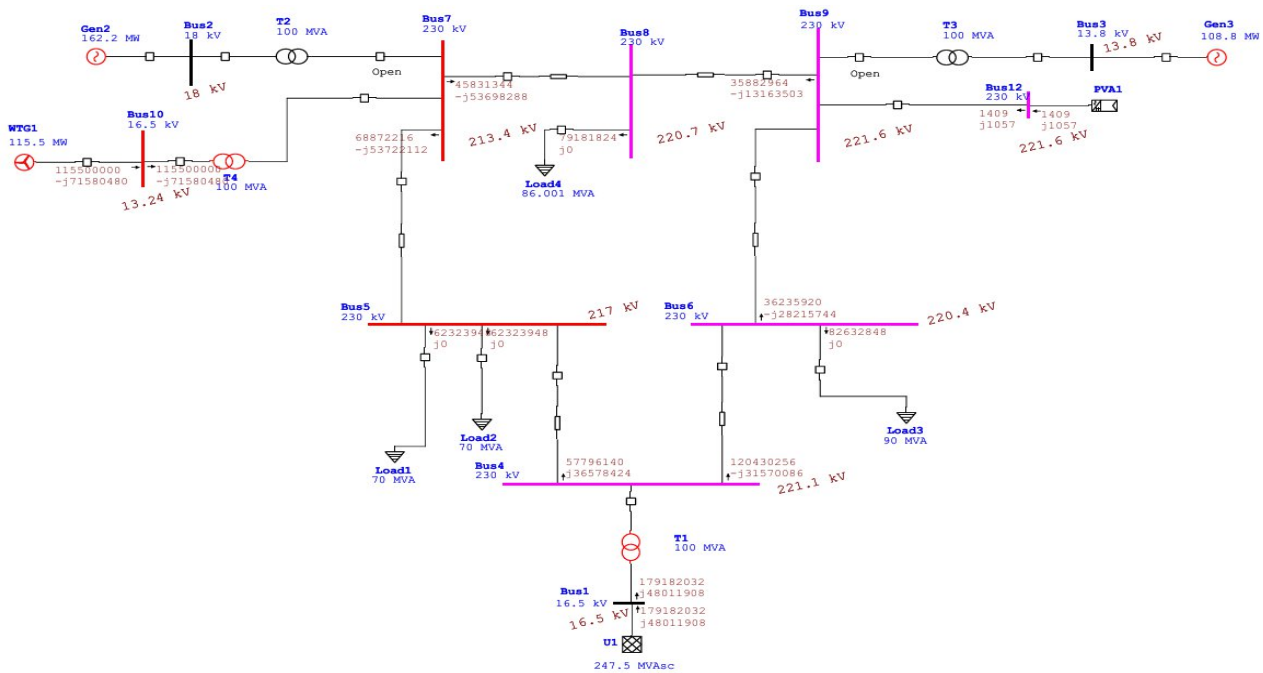 Gen2
162.2 MW
Bus2
18 kV
18 kV
T2
100 MVA
Open
Bus7
230 kV
45831344
-j53698288
68872216
-j53722112
213.4 kV
Bus8
230 kV
79181824
j0
220.7 kV
Load4
86.001 MVA
Bus9
230 kV
35882964
-j13163503
Open
221.6 kV
T3
100 MVA
Bus3
13.8 kV
13.8 kV
Gen3
108.8 MW
Bus12
230 kV
1409
j1057
1409
j1057
221.6 kV
PVA1
WTG1
115.5 MW
Bus10
16.5 kV
115500000
-j71580480
115500000
-j71580480
13.24 kV
T4
100 MVA
Bus5
230 kV
217 kV
62323948
j0
62323948
j0
Load1
70 MVA
Load2
70 MVA
Bus6
230 kV
36235920
-j28215744
220.4 kV
82632848
j0
Load3
90 MVA
Bus4
230 kV
57796140
j36578424
120430256
-j31570086
221.1 kV
T1
100 MVA
Bus1
16.5 kV
16.5 kV
179182032
j48011908
179182032
j48011908
U1
247.5 MVAsc